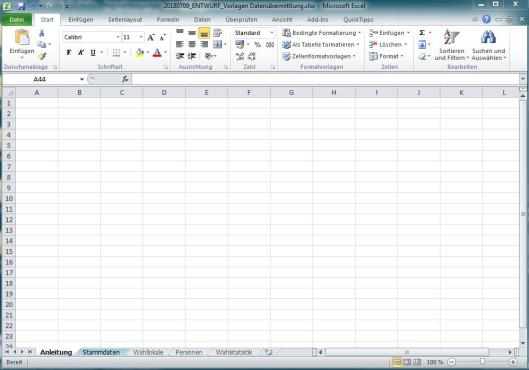 20180709_ENTWURF_Vorlagen Datenübermittlung.xlsx - Microsoft Excel
Datei Start Einfügen Seitenlayout Formeln Daten Überprüfen Ansicht Add-Ins QuickTipps
Calibri 11 A A Standard Bedingte Formatierung Einfügen Σ
Einfügen F K U % 000 Als Tabelle formatieren Löschen Sortieren Suchen und
Zellenformatvorlagen Format und Filtern Auswählen
Zwischenablage Schriftart Ausrichtung Zahl Formatvorlagen Zellen Bearbeiten
A44 fx
A B C D E F G H I J K L
1
2
3
4
5
6
7
8
9
10
11
12
13
14
15
16
17
18
19
20
21
22
23
24
Anleitung Stammdaten Wahllokale Personen Wahlstatistik
Bereit 100 %